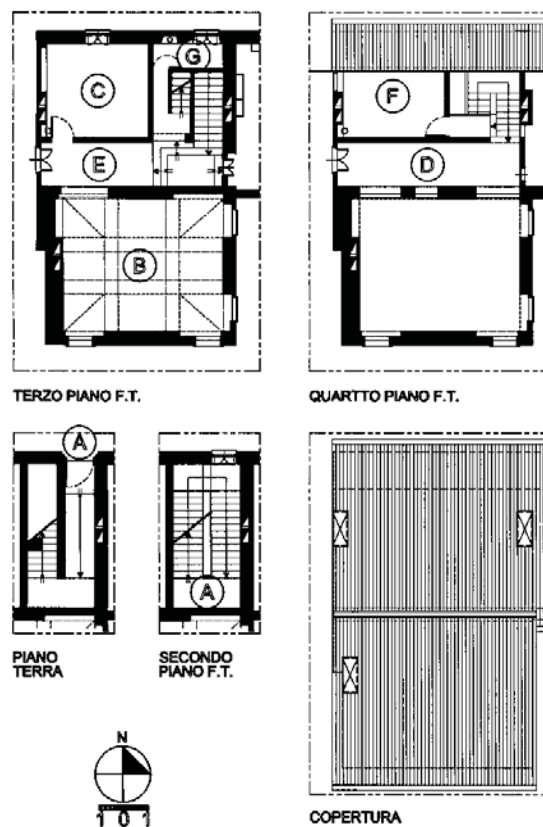 G
C
F
E
D
B
TERZO PIANO F.T.
QUARTTO PIANO F.T.
A
A
PIANO
TERRA
SECONDO
PIANO F.T.
N
1 0 1
COPERTURA